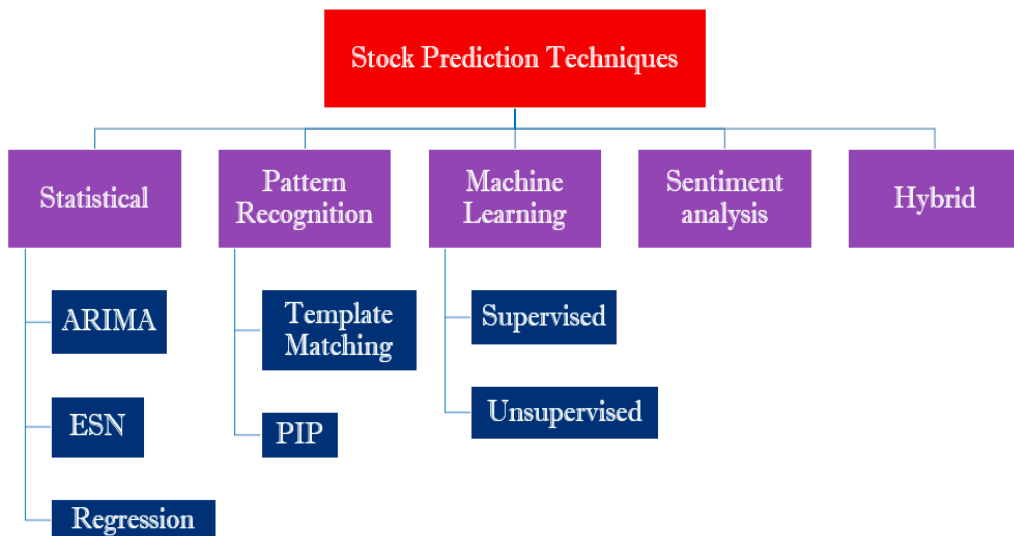 Stock Prediction Techniques
Statistical
Pattern
Recognition
Machine
Learning
Sentiment
analysis
Hybrid
ARIMA
ESN
Regression
Template
Matching
PIP
Supervised
Unsupervised